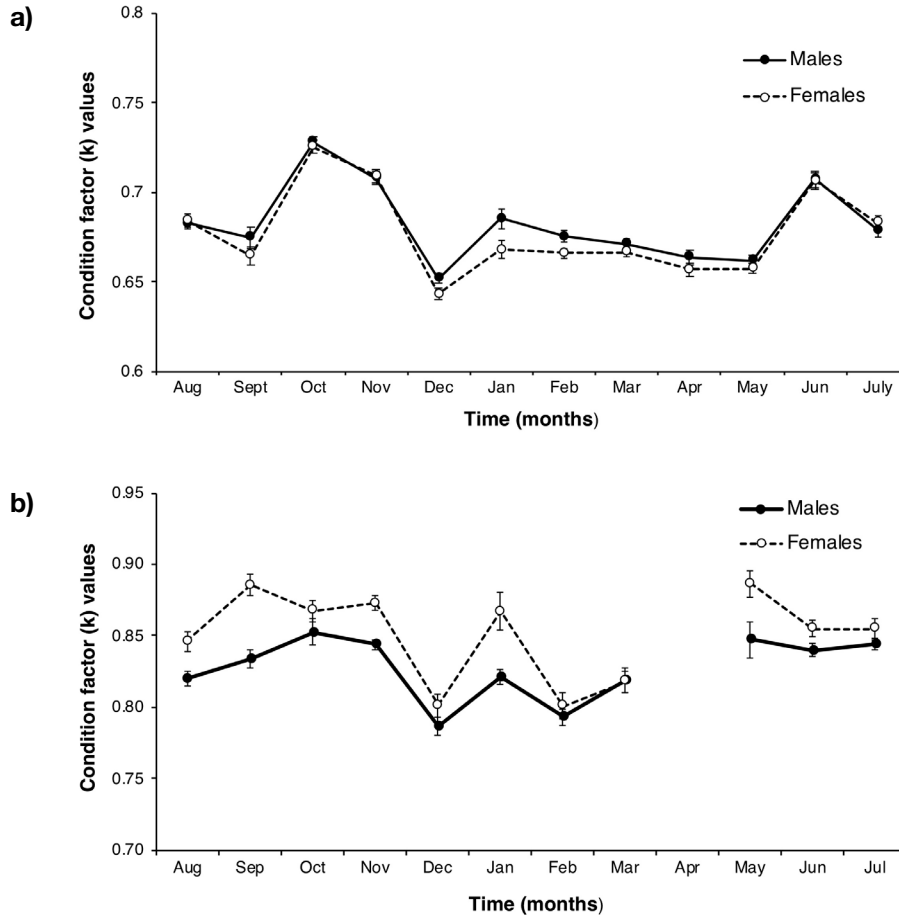 a)
0.8
0.75
0.7
0.65
0.6
Condition factor (k) values
Males
Females
Aug Sept Oct Nov Dec Jan Feb Mar Apr May Jun July
Time (months)
b)
0.95
0.90
0.85
0.80
0.75
0.70
Condition factor (k) values
Males
Females
Aug Sep Oct Nov Dec Jan Feb Mar Apr May Jun Jul
Time (months)